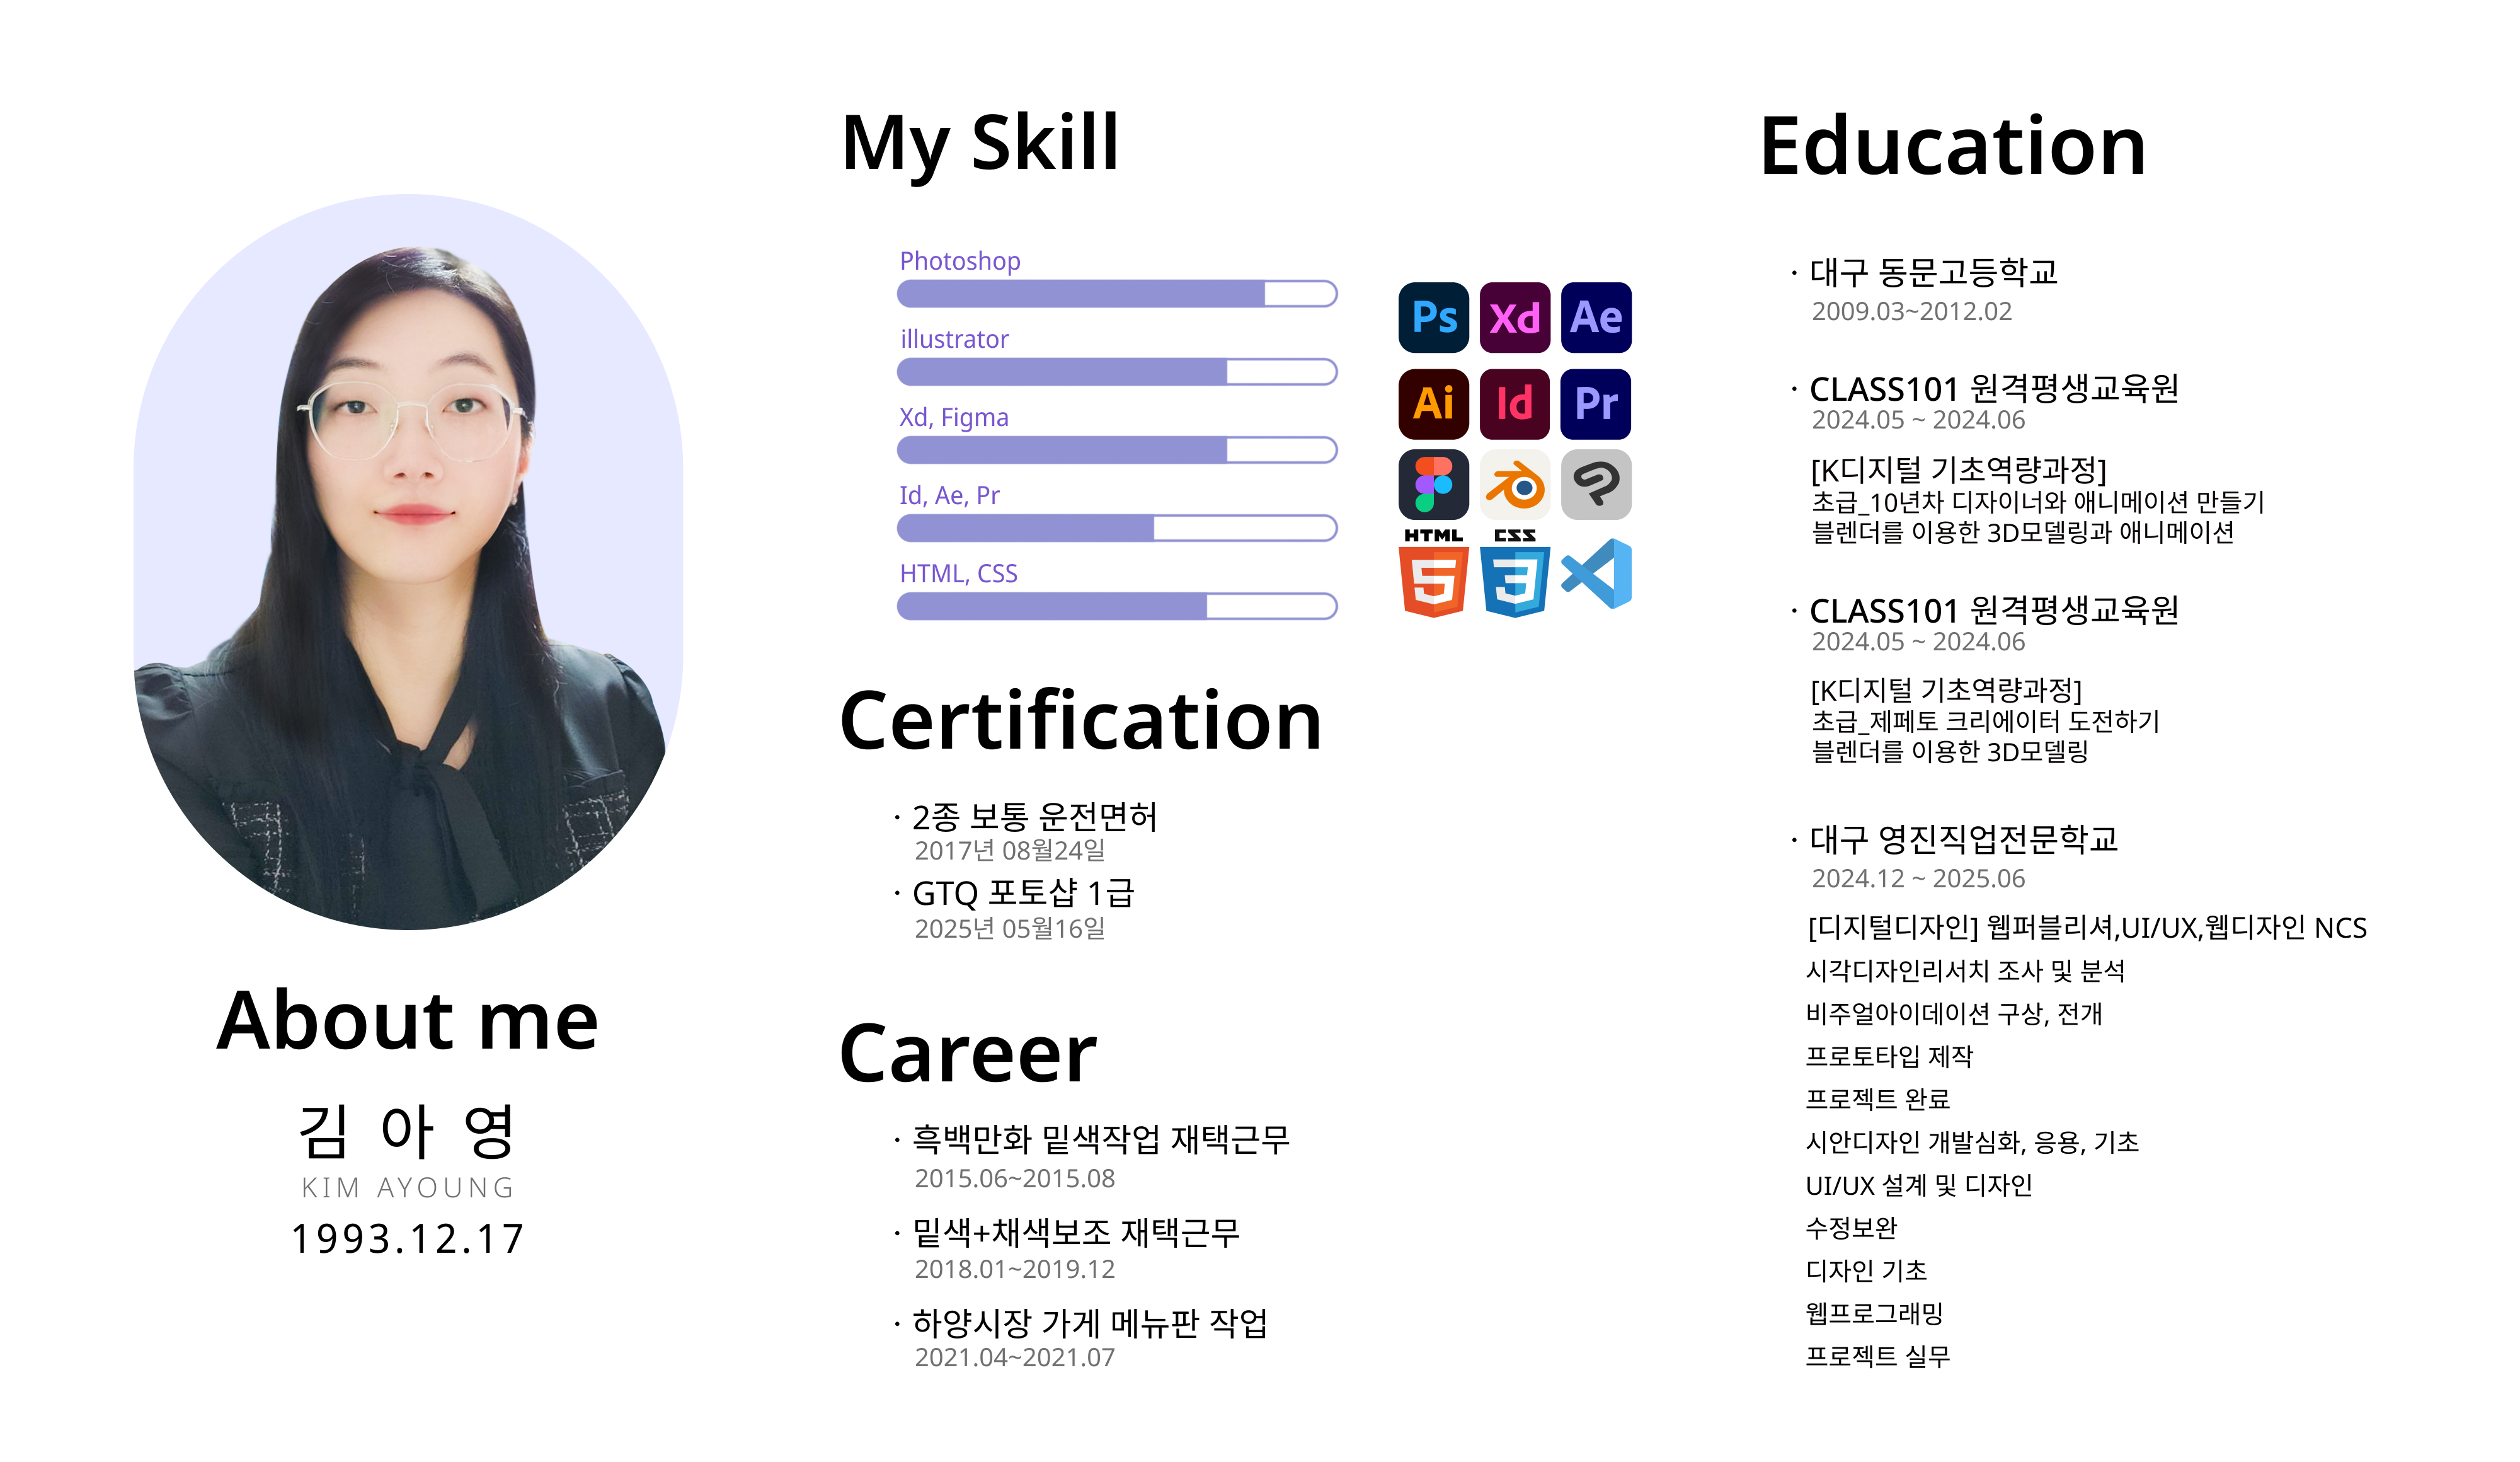 About me
김 아 영
KIM AYOUNG
1993.12.17
My Skill
Photoshop
illustrator
Xd, Figma
Id, Ae, Pr
HTML, CSS
Ps Xd Ae
Ai Id Pr
HTML CSS
5 3
Certification
· 2종 보통 운전면허
2017년 08월24일
· GTQ 포토샵 1급
2025년 05월16일
Career
· 흑백만화 밑색작업 재택근무
2015.06~2015.08
· 밑색+채색보조 재택근무
2018.01~2019.12
· 하양시장 가게 메뉴판 작업
2021.04~2021.07
Education
· 대구 동문고등학교
2009.03~2012.02
· CLASS101 원격평생교육원
2024.05 ~ 2024.06
[K디지털 기초역량과정]
초급_10년차 디자이너와 애니메이션 만들기
블렌더를 이용한 3D모델링과 애니메이션
· CLASS101 원격평생교육원
2024.05 ~ 2024.06
[K디지털 기초역량과정]
초급_제페토 크리에이터 도전하기
블렌더를 이용한 3D모델링
· 대구 영진직업전문학교
2024.12 ~ 2025.06
[디지털디자인] 웹퍼블리셔,UI/UX,웹디자인 NCS
시각디자인리서치 조사 및 분석
비주얼아이데이션 구상, 전개
프로토타입 제작
프로젝트 완료
시안디자인 개발심화, 응용, 기초
UI/UX 설계 및 디자인
수정보완
디자인 기초
웹프로그래밍
프로젝트 실무